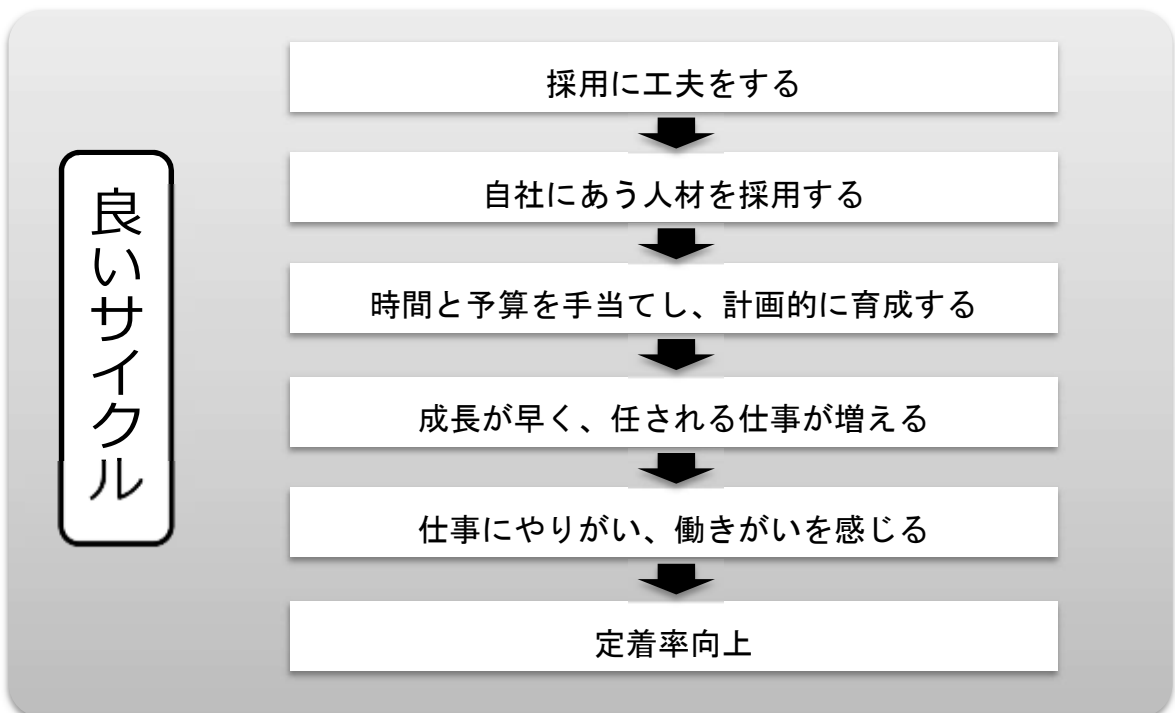 良いサイクル
採用に工夫をする
自社にあう人材を採用する
時間と予算を手当てし、計画的に育成する
成長が早く、任される仕事が増える
仕事にやりがい、働きがいを感じる
定着率向上